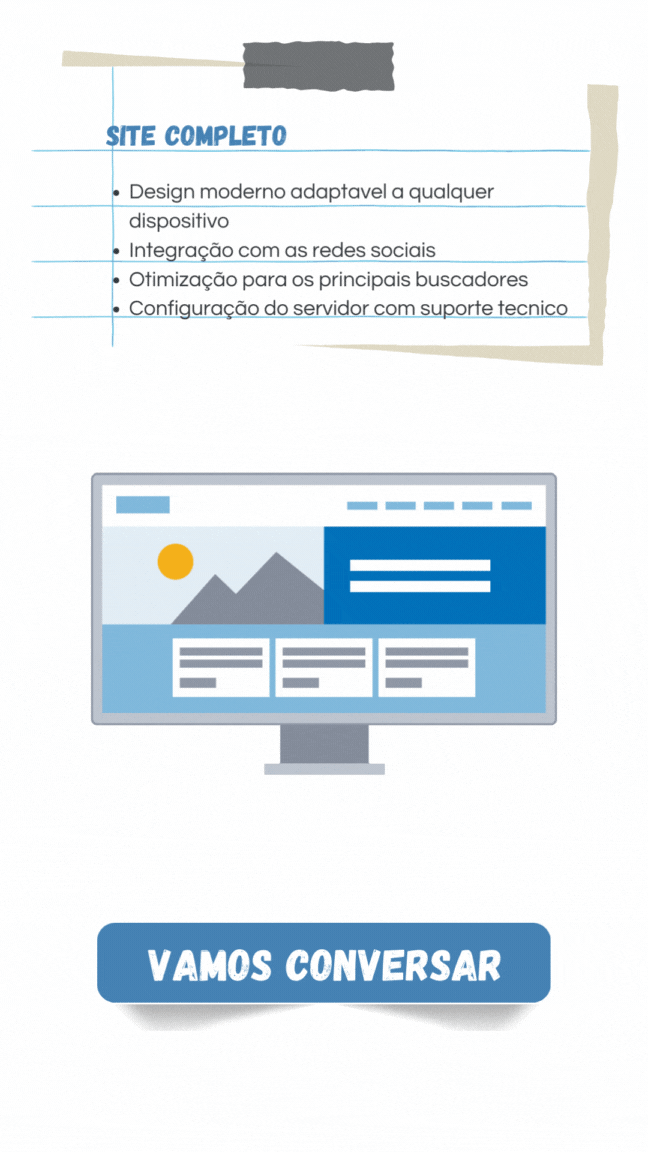 SITE COMPLETO
• Design moderno adaptavel a qualquer
dispositivo
• Integração com as redes sociais
• Otimização para os principais buscadores
• Configuração do servidor com suporte tecnico
VAMOS CONVERSAR